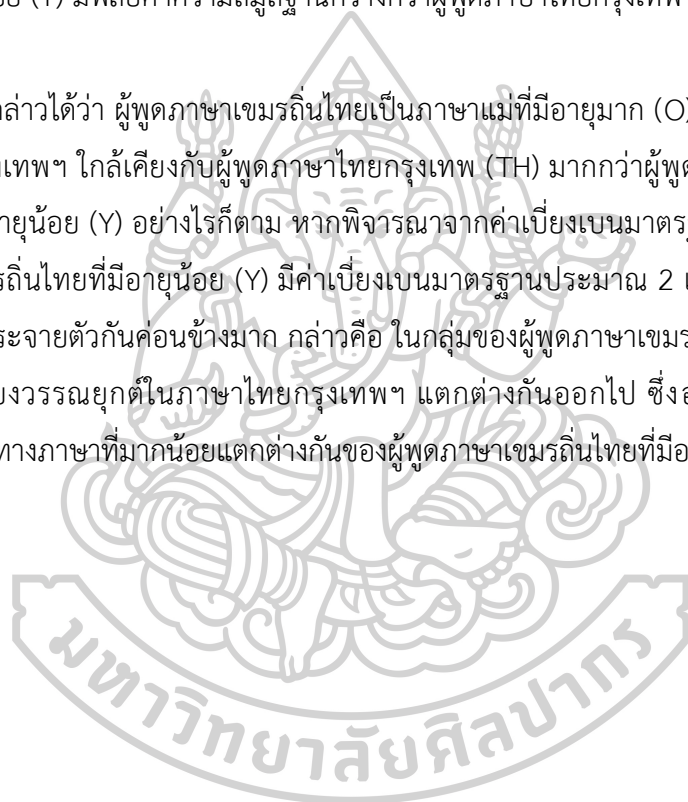 (Y) มีพิสัยค่าความถี่มูลฐานกว้างกว่าผู้พูดภาษาไทยกรุงเทพ
ล่าวได้ว่า ผู้พูดภาษาเขมรถิ่นไทยเป็นภาษาแม่ที่มีอายุมาก (O)
งเทพฯ ใกล้เคียงกับผู้พูดภาษาไทยกรุงเทพ (TH) มากกว่าผู้พูด
ายุน้อย (Y) อย่างไรก็ตาม หากพิจารณาจากค่าเบี่ยงเบนมาตร
รถิ่นไทยที่มีอายุน้อย (Y) มีค่าเบี่ยงเบนมาตรฐานประมาณ 2 เ
ระจายตัวกันค่อนข้างมาก กล่าวคือ ในกลุ่มของผู้พูดภาษาเขมร
ยงวรรณยุกต์ในภาษาไทยกรุงเทพฯ แตกต่างกันออกไป ซึ่งอ
ทางภาษาที่มากน้อยแตกต่างกันของผู้พูดภาษาเขมรถิ่นไทยที่มีอ
มหาวิทยาลัยศิลปากร